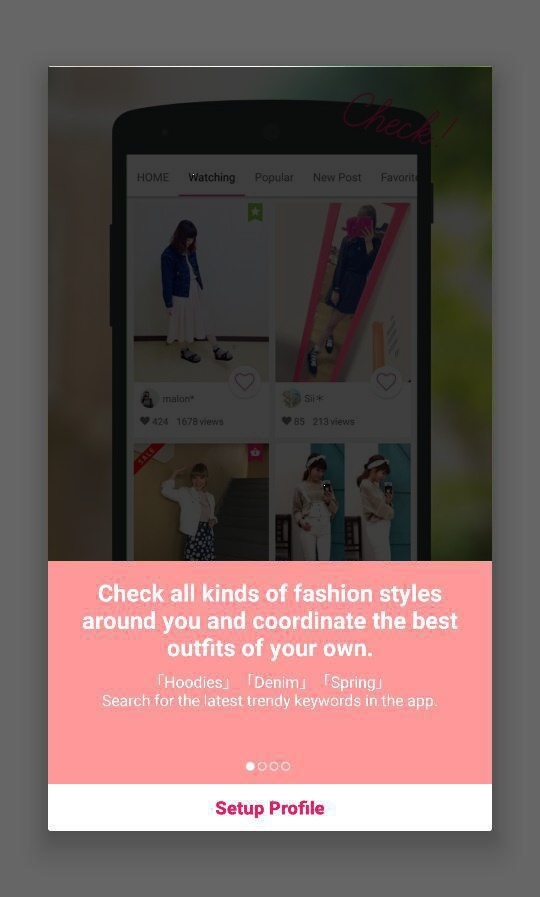 Check!
HOME Watching Popular New Post Favorite
malon*
424 1678 views
Sii＊
85 213 views
SALE
Check all kinds of fashion styles
around you and coordinate the best
outfits of your own.
「Hoodies」 「Denim」 「Spring」
Search for the latest trendy keywords in the app.
Setup Profile